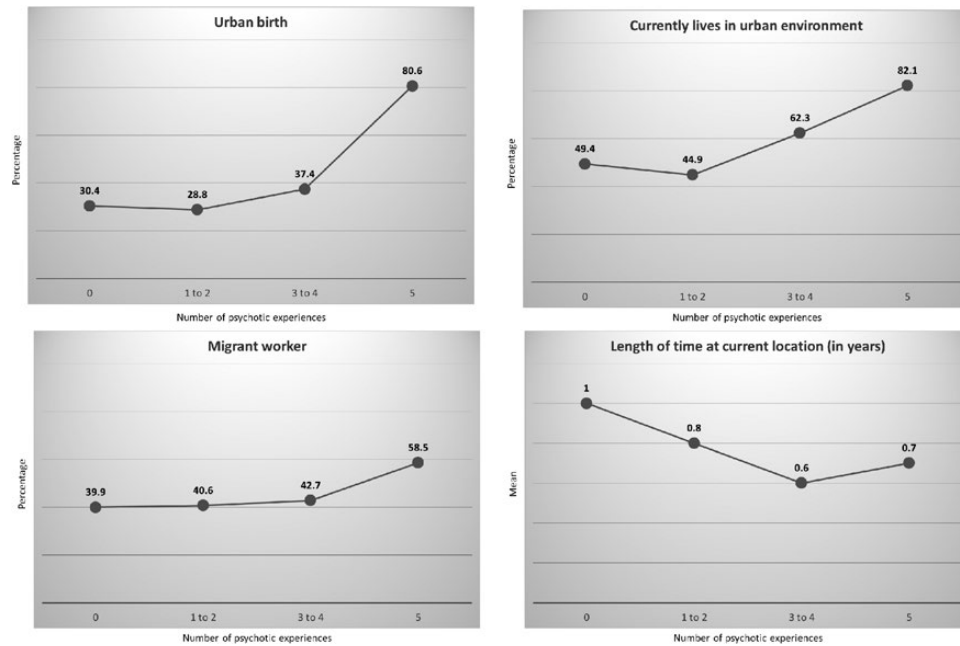 Urban birth
Percentage
30.4
28.8
37.4
80.6
0 1 to 2 3 to 4 5
Number of psychotic experiences
Currently lives in urban environment
Percentage
49.4
44.9
62.3
82.1
0 1 to 2 3 to 4 5
Number of psychotic experiences
Migrant worker
Percentage
39.9
40.6
42.7
58.5
0 1 to 2 3 to 4 5
Number of psychotic experiences
Length of time at current location (in years)
Mean
1
0.8
0.6
0.7
0 1 to 2 3 to 4 5
Number of psychotic experiences